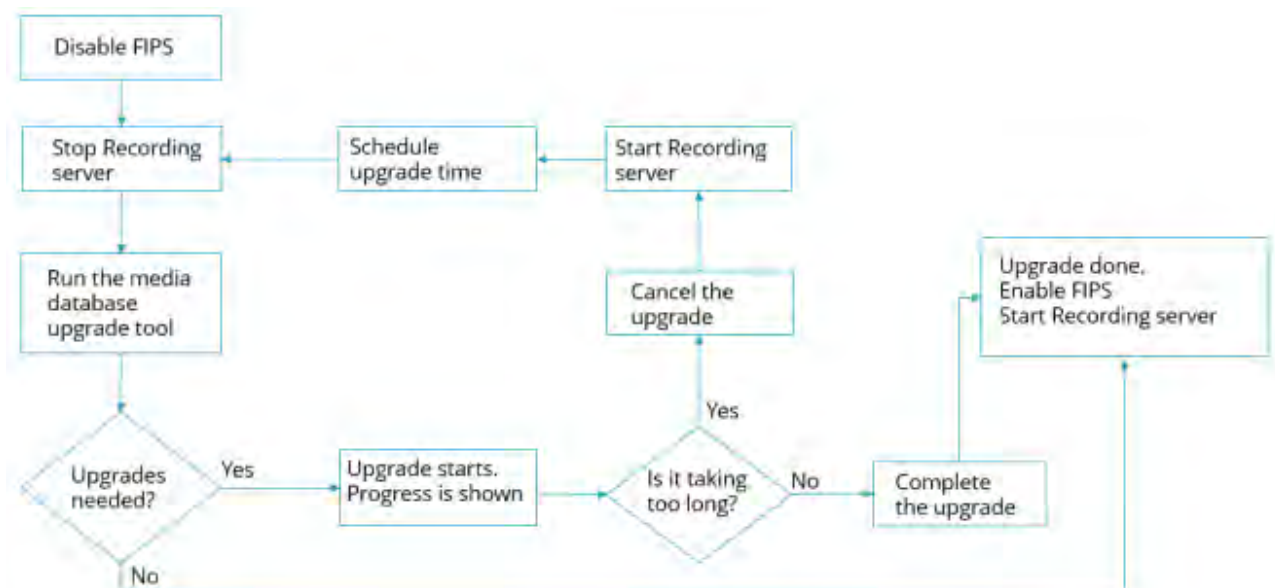 Disable FIPS
Stop Recording
server
Schedule
upgrade time
Start Recording
server
Run the media
database
upgrade tool
Cancel the
upgrade
Upgrade done.
Enable FIPS
Start Recording server
Upgrades
needed?
Yes
Upgrade starts.
Progress is shown
Is it taking
too long?
Yes
No
Complete
the upgrade
No